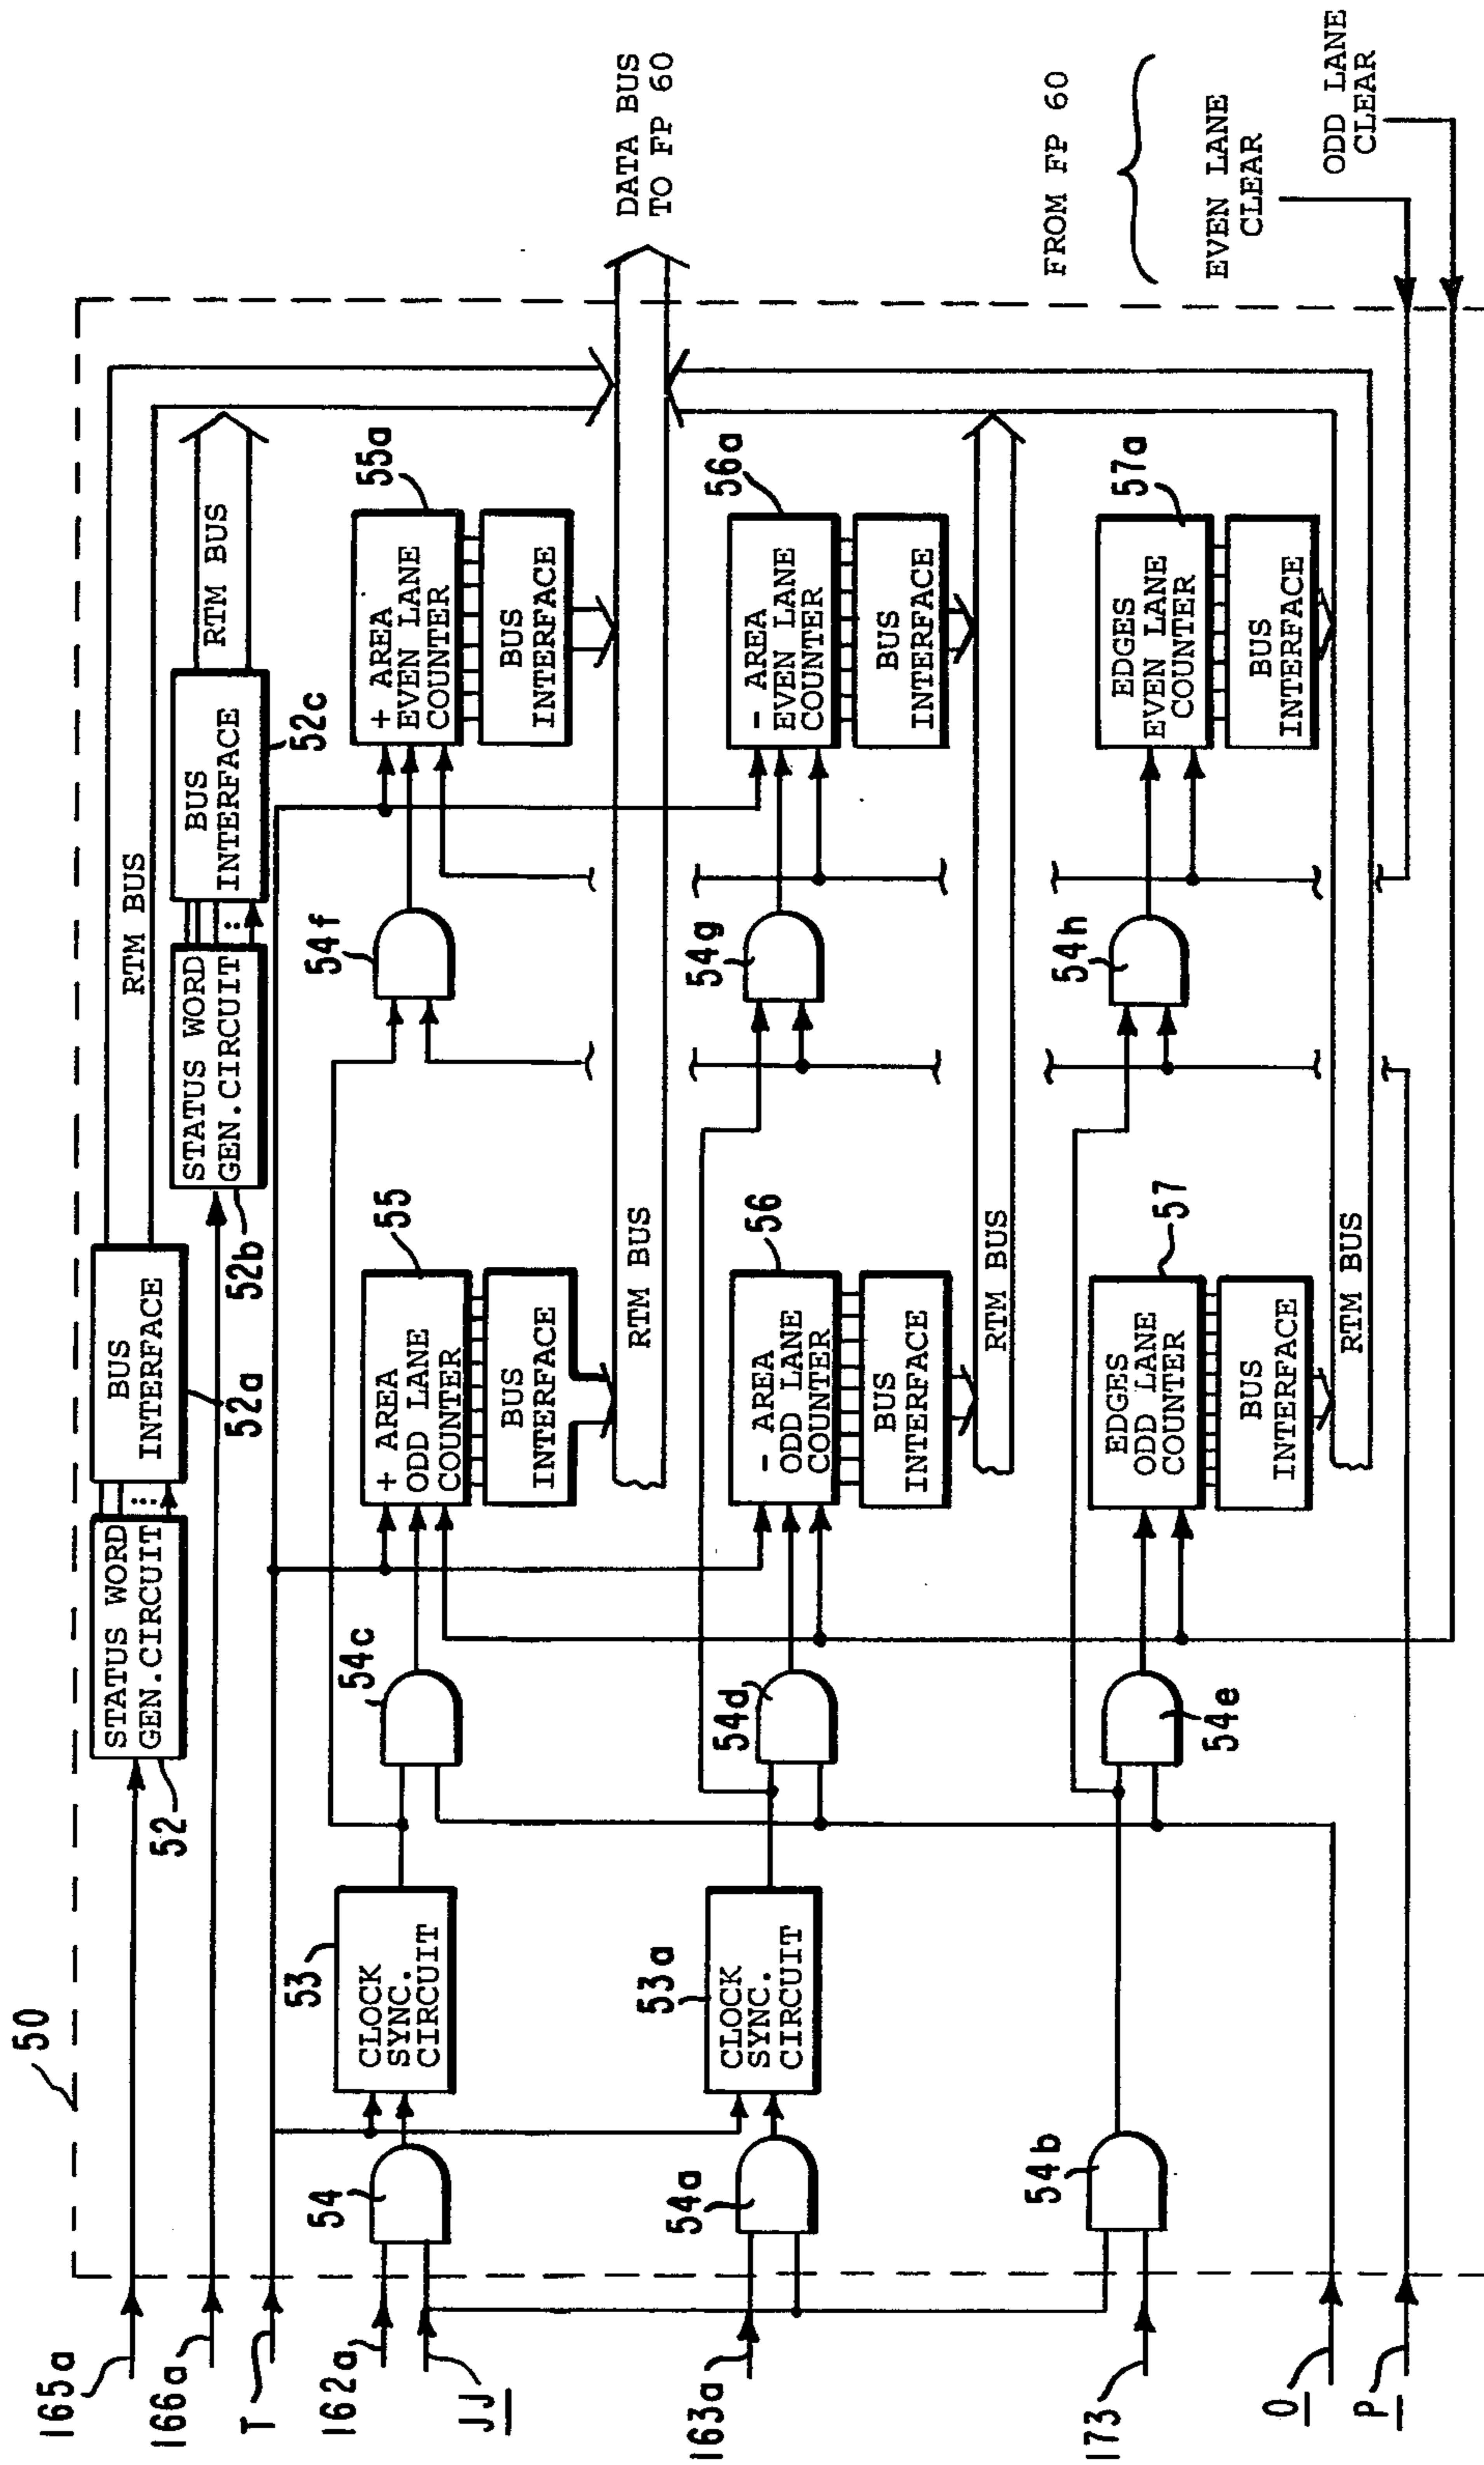 50
165a
166a
T
162a
JJ
163a
173
O
P
STATUS WORD
GEN.CIRCUIT
52
BUS
INTERFACE
52a
RTM BUS
STATUS WORD
GEN.CIRCUIT
52b
BUS
INTERFACE
52c
RTM BUS
54
53
CLOCK
SYNC.
CIRCUIT
54c
55
+ AREA
ODD LANE
COUNTER
BUS
INTERFACE
54f
55a
+ AREA
EVEN LANE
COUNTER
BUS
INTERFACE
RTM BUS
DATA BUS
TO FP 60
54a
53a
CLOCK
SYNC.
CIRCUIT
54d
56
- AREA
ODD LANE
COUNTER
BUS
INTERFACE
54g
56a
- AREA
EVEN LANE
COUNTER
BUS
INTERFACE
RTM BUS
54b
54e
57
EDGES
ODD LANE
COUNTER
BUS
INTERFACE
54h
57a
EDGES
EVEN LANE
COUNTER
BUS
INTERFACE
RTM BUS
FROM FP 60
EVEN LANE
CLEAR
ODD LANE
CLEAR